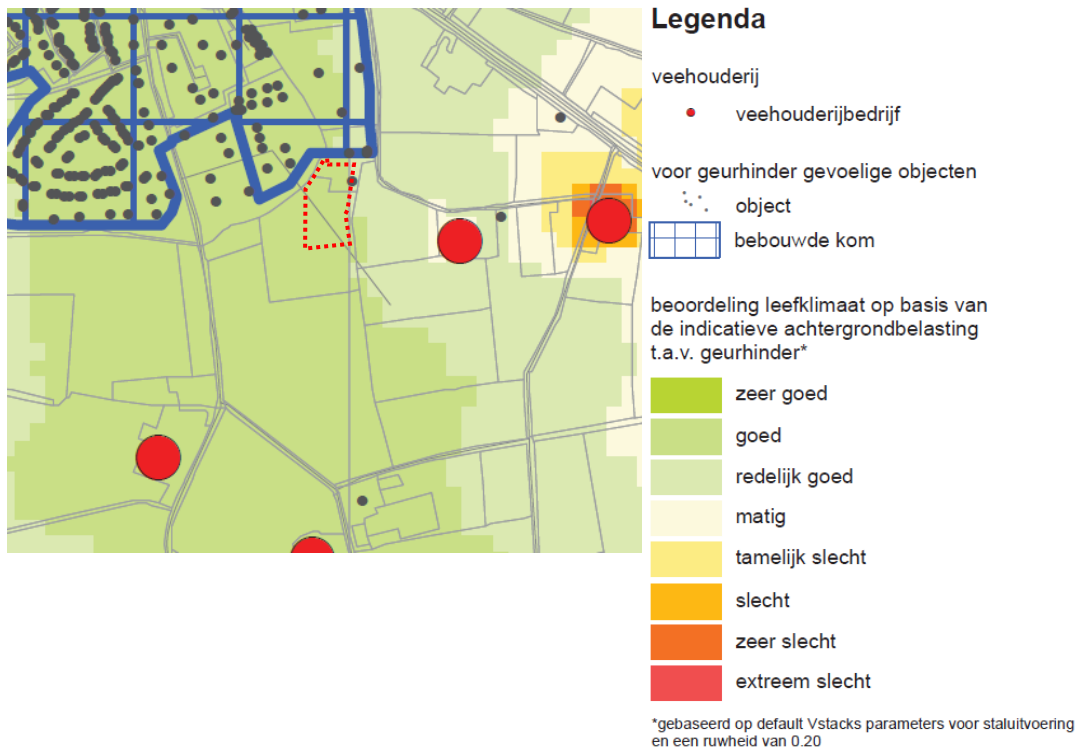 Legenda
veehouderij
veehouderijbedrijf
voor geurhinder gevoelige objecten
object
bebouwde kom
beoordeling leefklimaat op basis van
de indicatieve achtergrondbelasting
t.a.v. geurhinder*
zeer goed
goed
redelijk goed
matig
tamelijk slecht
slecht
zeer slecht
extreem slecht
*gebaseerd op default Vstacks parameters voor staluitvoering
en een ruwheid van 0.20